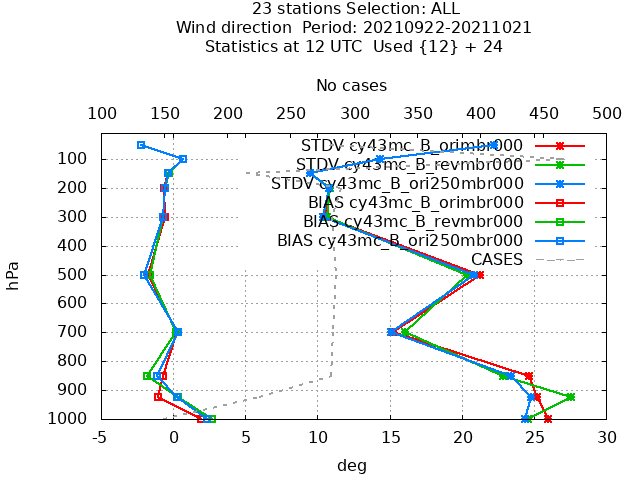 23 stations Selection: ALL
Wind direction  Period: 20210922-20211021
Statistics at 12 UTC  Used {12} + 24
No cases
100 150 200 250 300 350 400 450 500
STDV cy43mc_B_orimbr000
STDV cy43mc_B_revmbr000
STDV cy43mc_B_ori250mbr000
BIAS cy43mc_B_orimbr000
BIAS cy43mc_B_revmbr000
BIAS cy43mc_B_ori250mbr000
CASES
100
200
300
400
500
600
700
800
900
1000
hPa
-5 0 5 10 15 20 25 30
deg